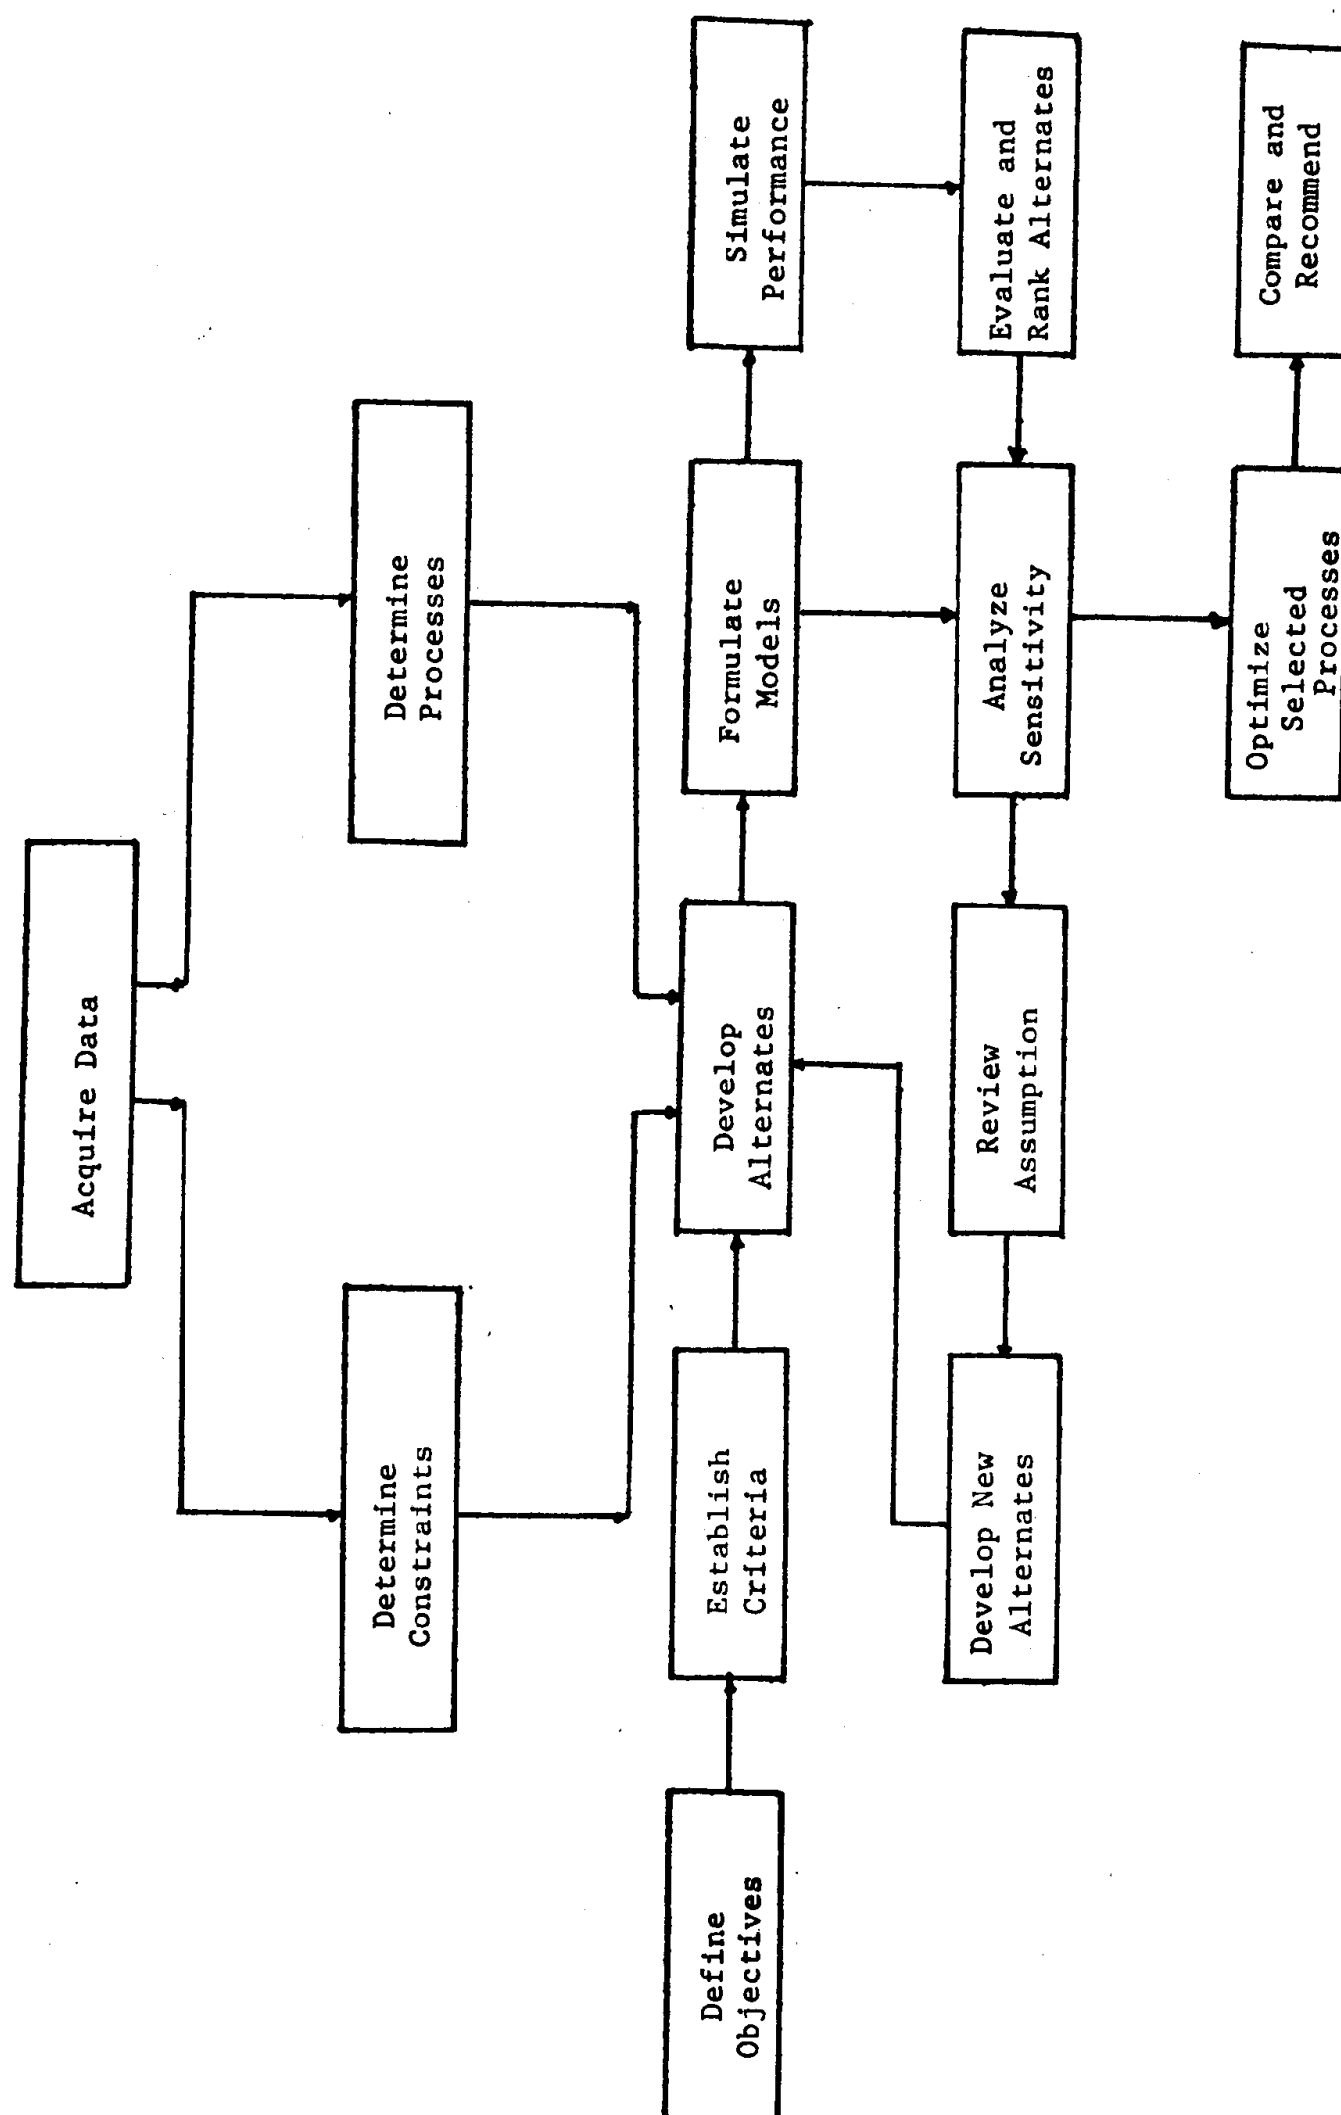 Acquire Data
Determine
Constraints
Determine
Processes
Define
Objectives
Establish
Criteria
Develop
Alternates
Formulate
Models
Simulate
Performance
Develop New
Alternates
Review
Assumption
Analyze
Sensitivity
Evaluate and
Rank Alternates
Optimize
Selected
Processes
Compare and
Recommend